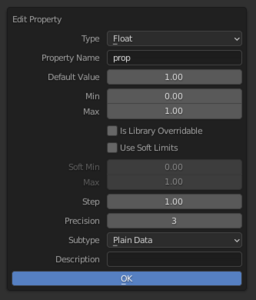 Edit Property
Type Float
Property Name prop
Default Value 1.00
Min 0.00
Max 1.00
Is Library Overridable
Use Soft Limits
Soft Min 0.00
Max 1.00
Step 1.00
Precision 3
Subtype Plain Data
Description
OK